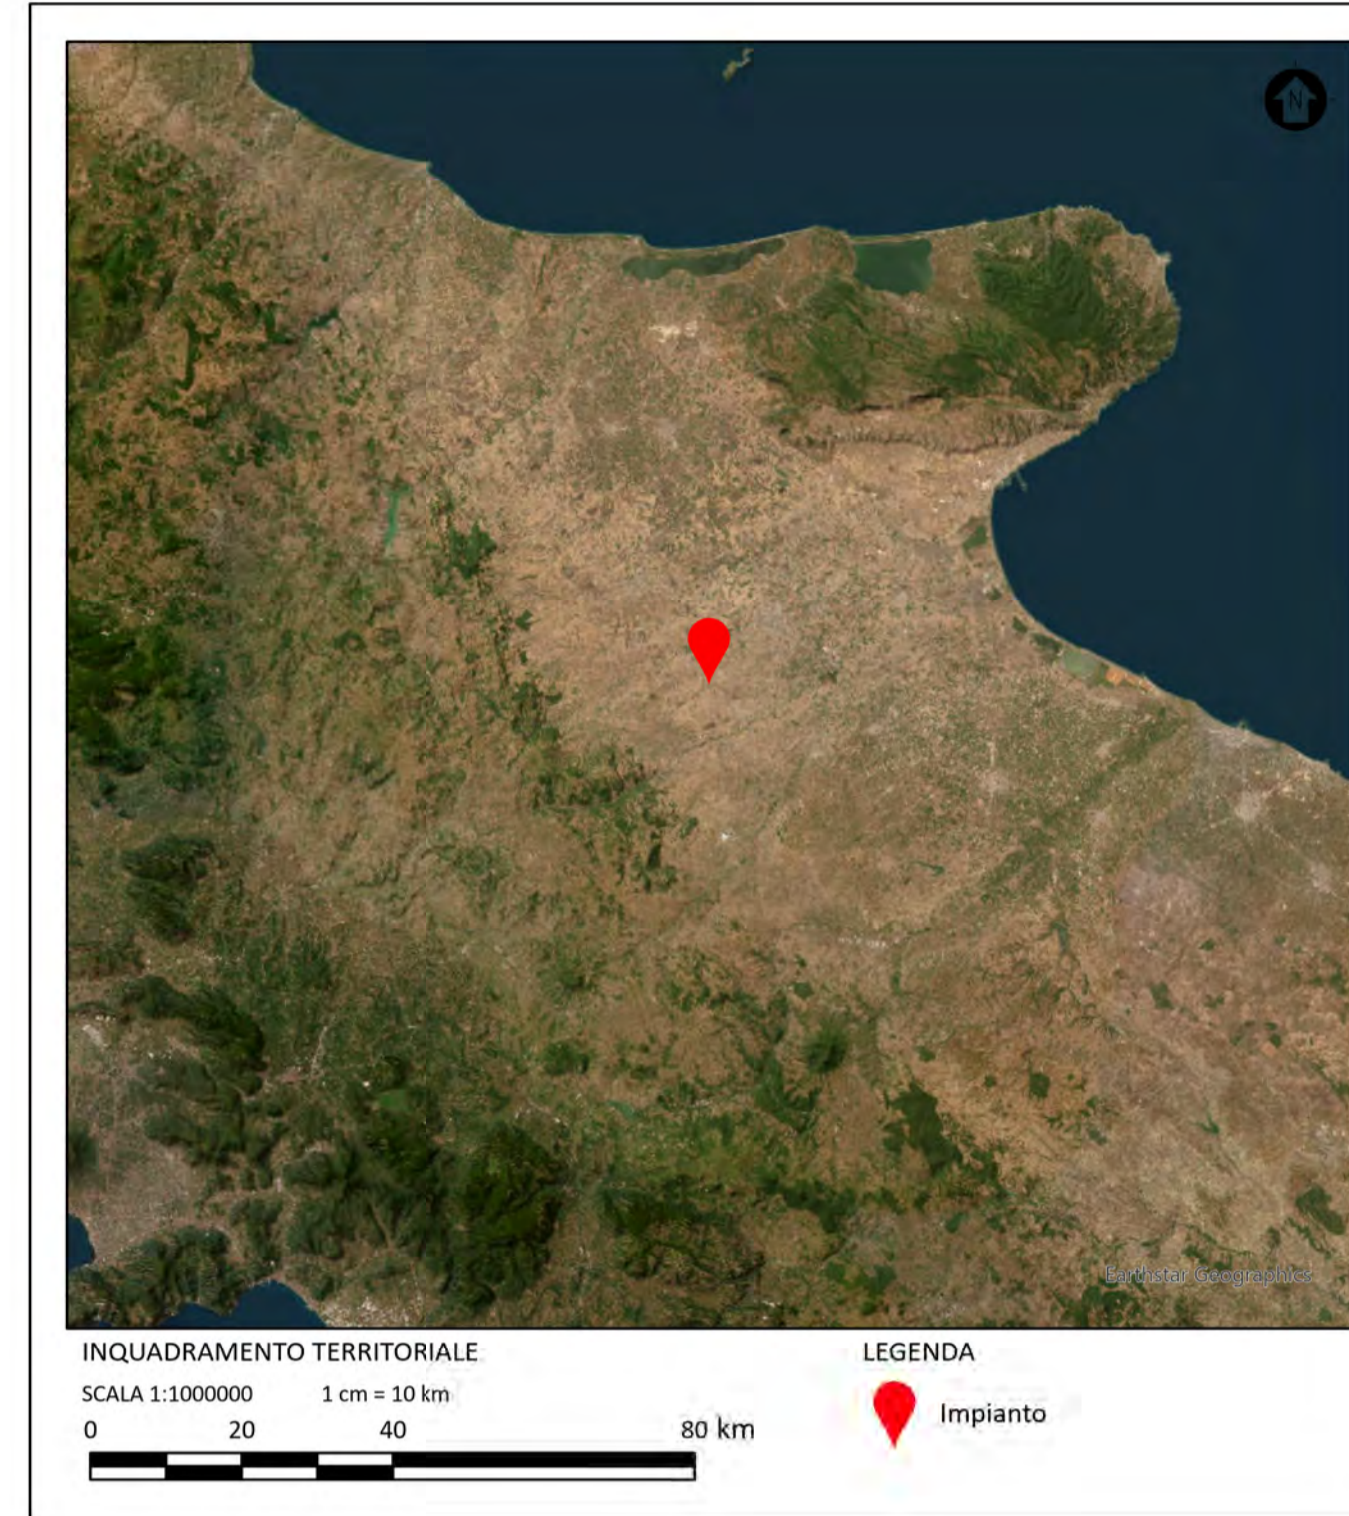 N
Earthstar Geographics
INQUADRAMENTO TERRITORIALE
LEGENDA
SCALA 1:1000000 1 cm = 10 km
Impianto
0 20 40 80 km